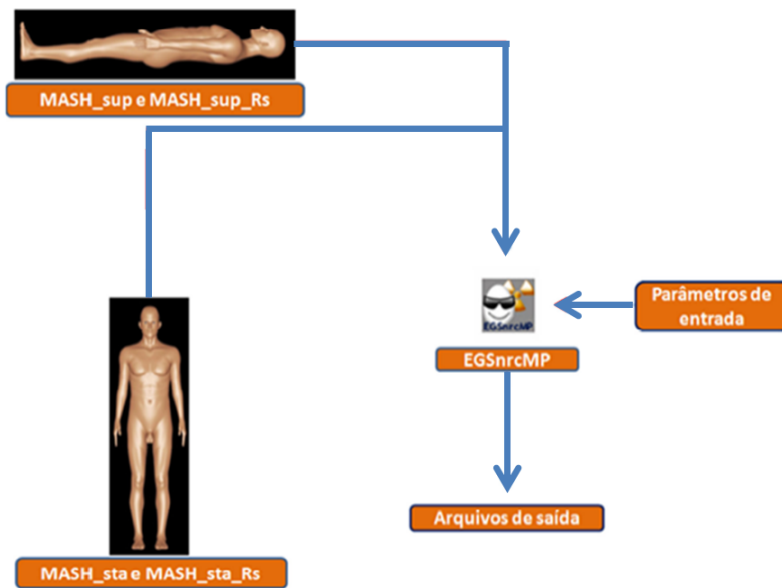 MASH_sup e MASH_sup_Rs
EGSnrcMP
Parâmetros de
entrada
EGSnrcMP
Arquivos de saída
MASH_sta e MASH_sta_Rs